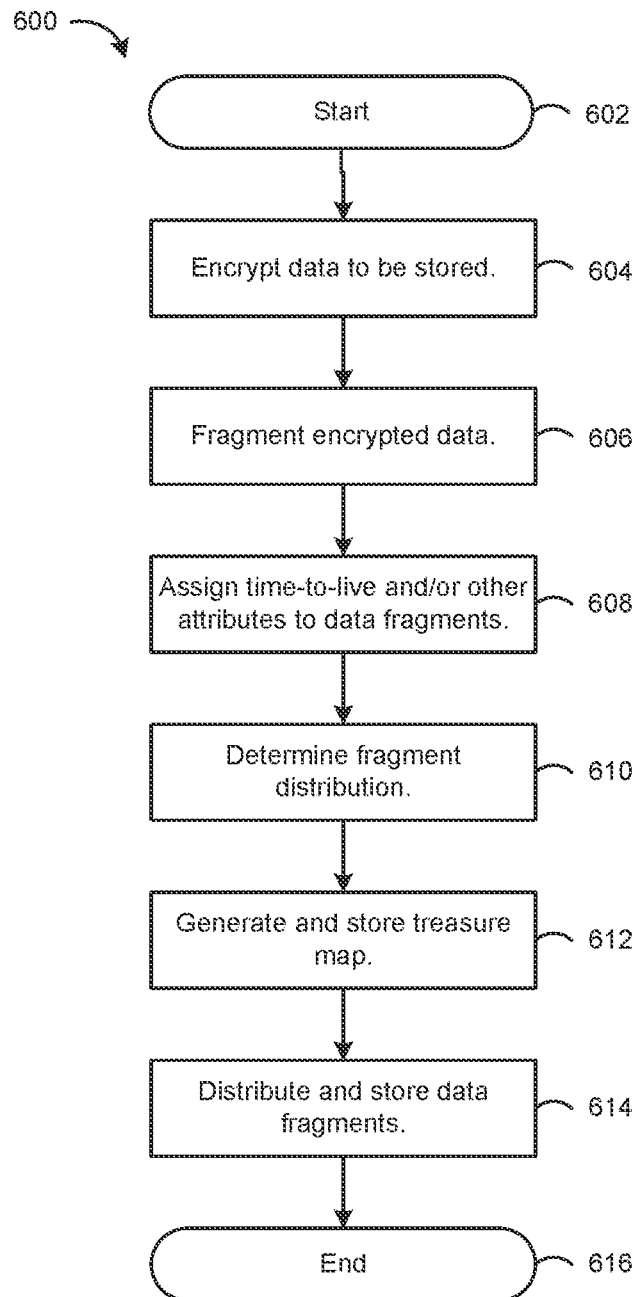 600
Start
602
Encrypt data to be stored.
604
Fragment encrypted data.
606
Assign time-to-live and/or other
attributes to data fragments.
608
Determine fragment
distribution.
610
Generate and store treasure
map.
612
Distribute and store data
fragments.
614
End
616